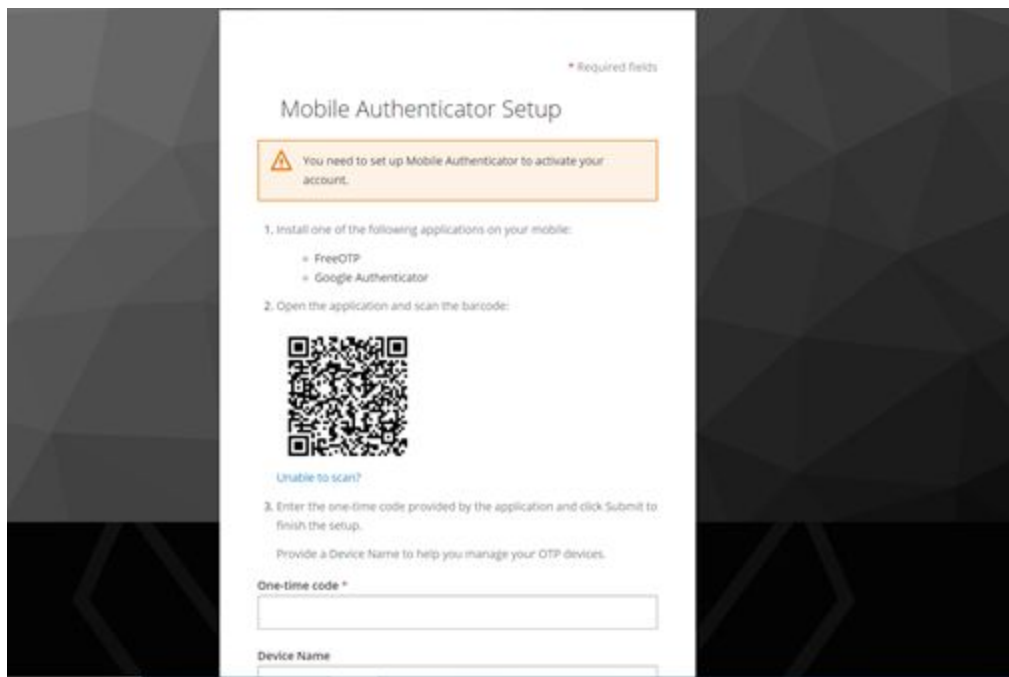 * Required fields
Mobile Authenticator Setup
You need to set up Mobile Authenticator to activate your
account.
1. Install one of the following applications on your mobile:
FreeOTP
Google Authenticator
2. Open the application and scan the barcode:
Unable to scan?
3. Enter the one-time code provided by the application and click Submit to
finish the setup.
Provide a Device Name to help you manage your OTP devices.
One-time code *
Device Name